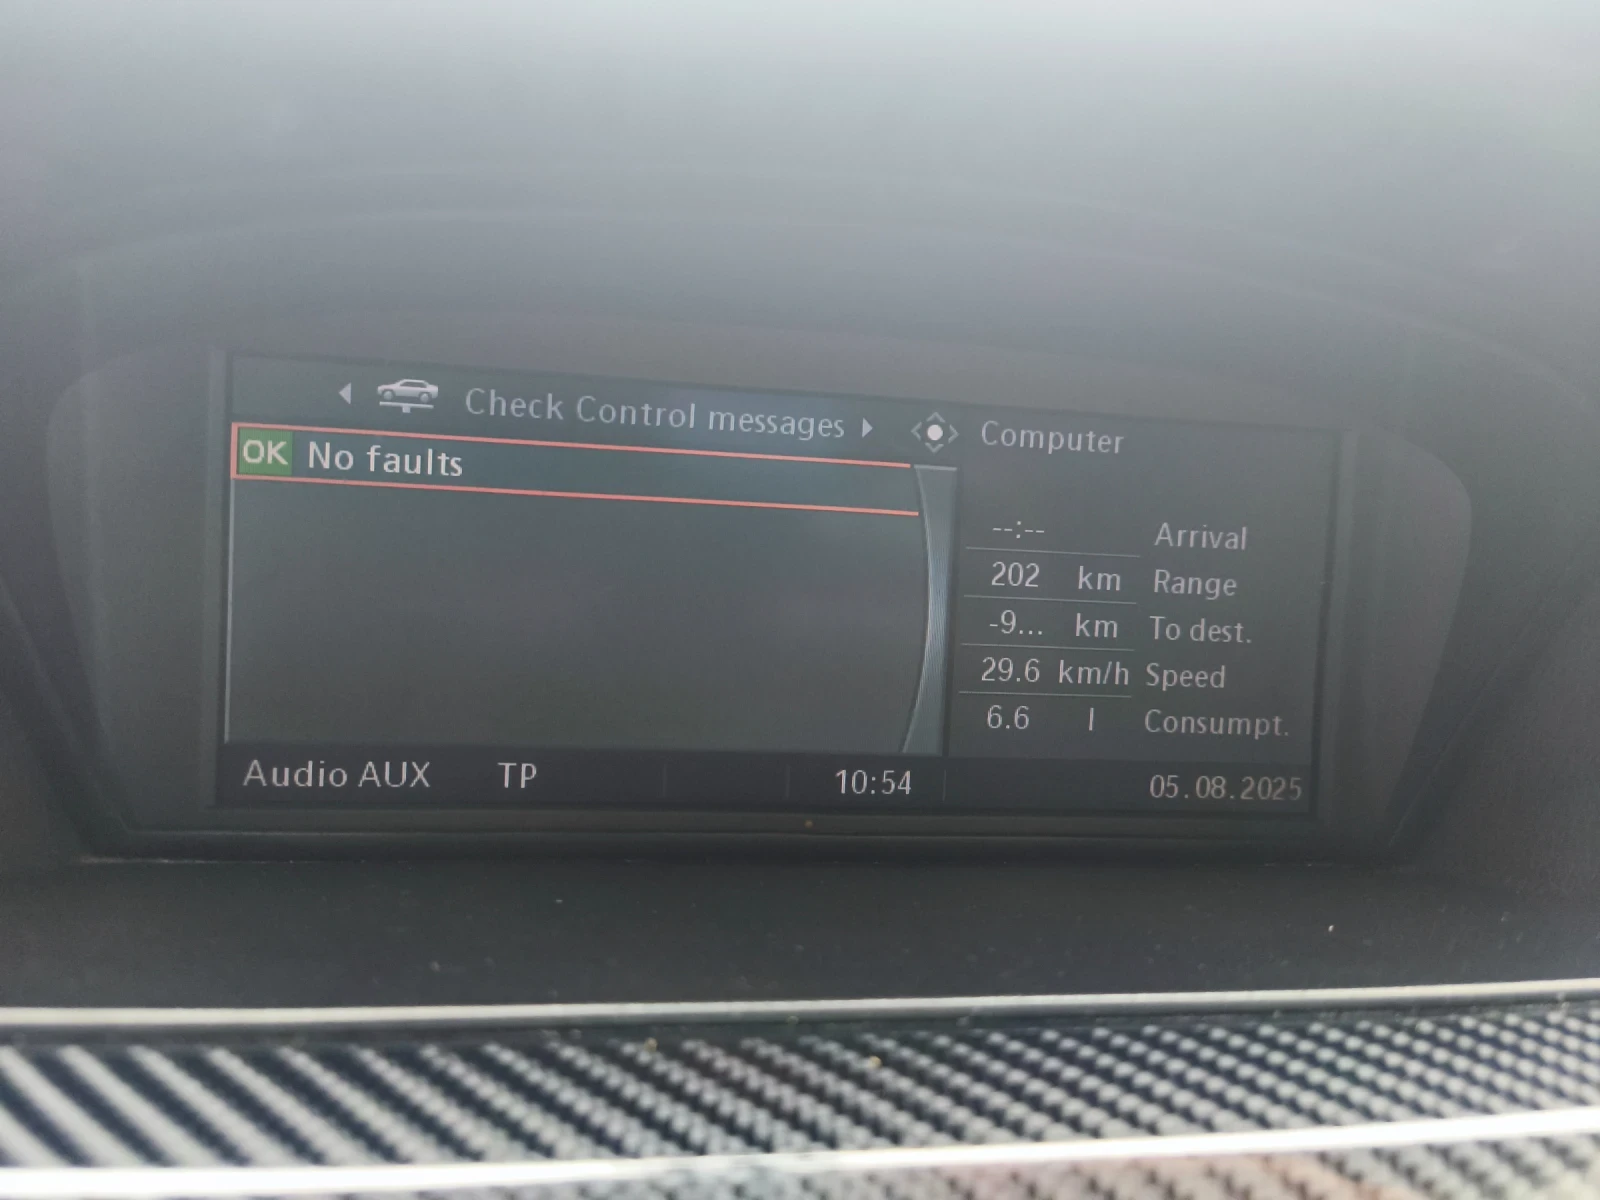 Check Control messages
OK No faults
Computer
--:-- Arrival
202 km Range
-9... km To dest.
29.6 km/h Speed
6.6 l Consumpt.
Audio AUX TP 10:54 05.08.2025